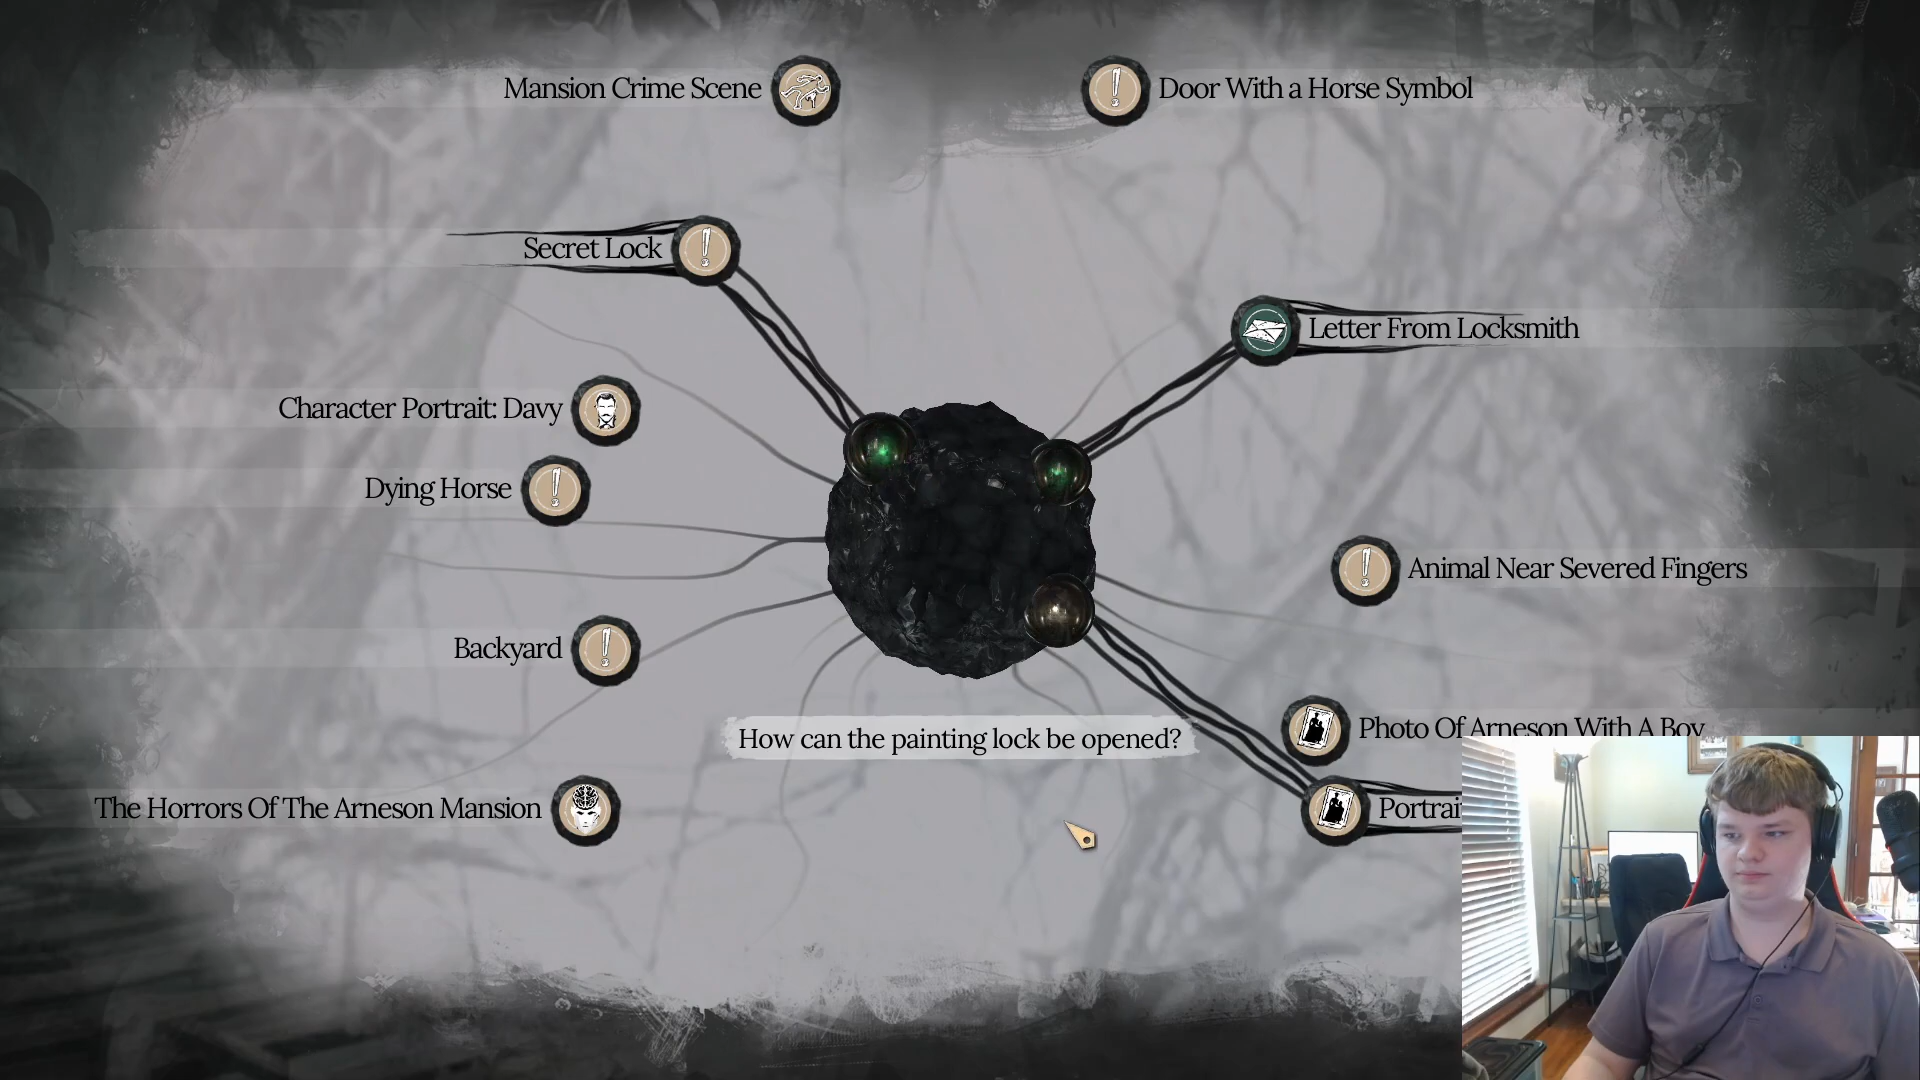 Mansion Crime Scene
Door With a Horse Symbol
Secret Lock
Letter From Locksmith
Character Portrait: Davy
Dying Horse
Animal Near Severed Fingers
Backyard
Photo Of Arneson With A Boy
How can the painting lock be opened?
The Horrors Of The Arneson Mansion